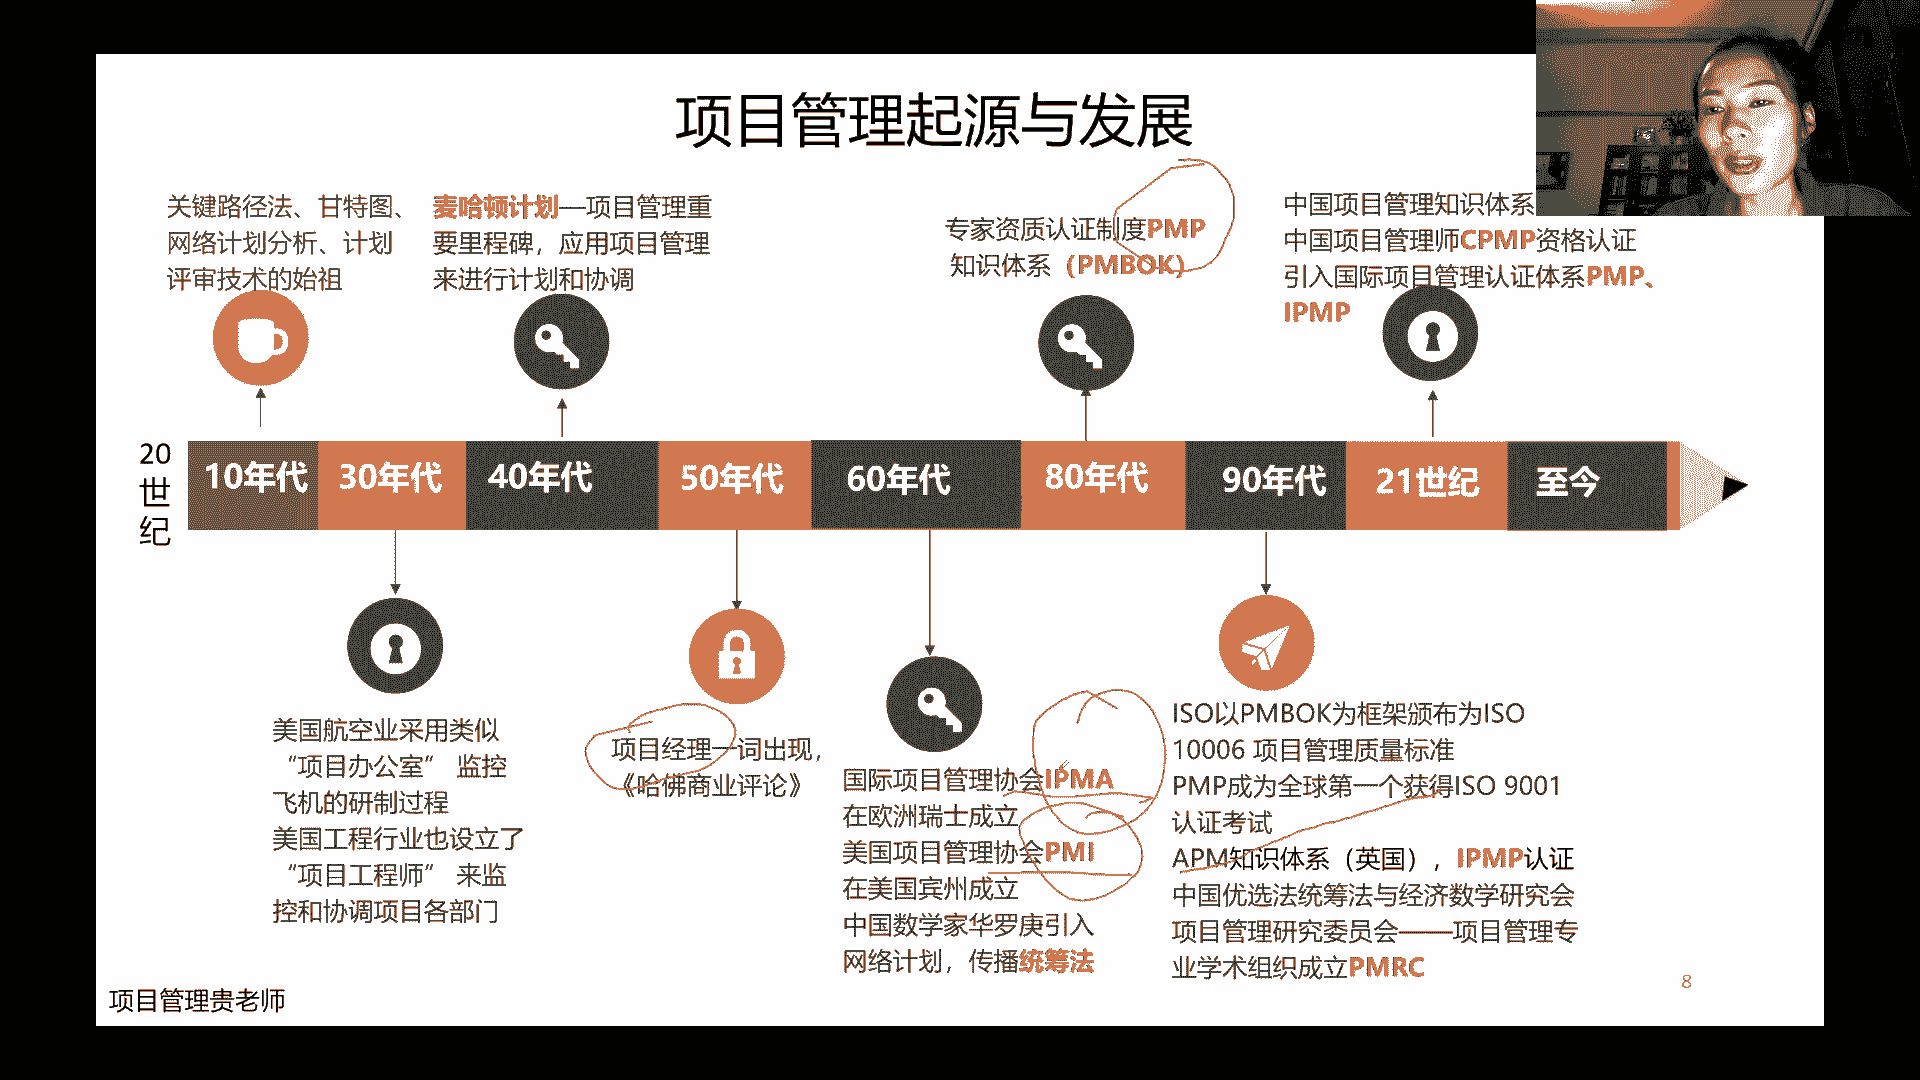 项目管理起源与发展
关键路径法、甘特图、
网络计划分析、计划
评审技术的始祖
麦哈顿计划—项目管理重
要里程碑，应用项目管理
来进行计划和协调
专家资质认证制度PMP
知识体系（PMBOK）
中国项目管理知识体系
中国项目管理师CPMP资格认证
引入国际项目管理认证体系PMP、
IPMP
20
世
纪
10年代
30年代
40年代
50年代
60年代
80年代
90年代
21世纪
至今
美国航空业采用类似
“项目办公室” 监控
飞机的研制过程
美国工程行业也设立了
“项目工程师” 来监
控和协调项目各部门
项目经理一词出现，
《哈佛商业评论》
国际项目管理协会IPMA
在欧洲瑞士成立
美国项目管理协会PMI
在美国宾州成立
中国数学家华罗庚引入
网络计划，传播统筹法
ISO以PMBOK为框架颁布为ISO
10006 项目管理质量标准
PMP成为全球第一个获得ISO 9001
认证考试
APM知识体系（英国），IPMP认证
中国优选法统筹法与经济数学研究会
项目管理研究委员会——项目管理专
业学术组织成立PMRC
项目管理贵老师
8